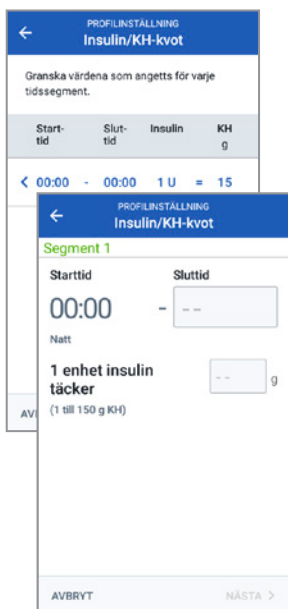 PROFILINSTÄLLNING
Insulin/KH-kvot
Granska värdena som angetts för varje
tidssegment.
Start-
tid
Slut-
tid
Insulin
KH
g
< 00:00 - 00:00 1 U = 15
AV
PROFILINSTÄLLNING
Insulin/KH-kvot
Segment 1
Starttid Sluttid
00:00 - --
Natt
1 enhet insulin
täcker
-- g
(1 till 150 g KH)
AVBRYT NÄSTA >